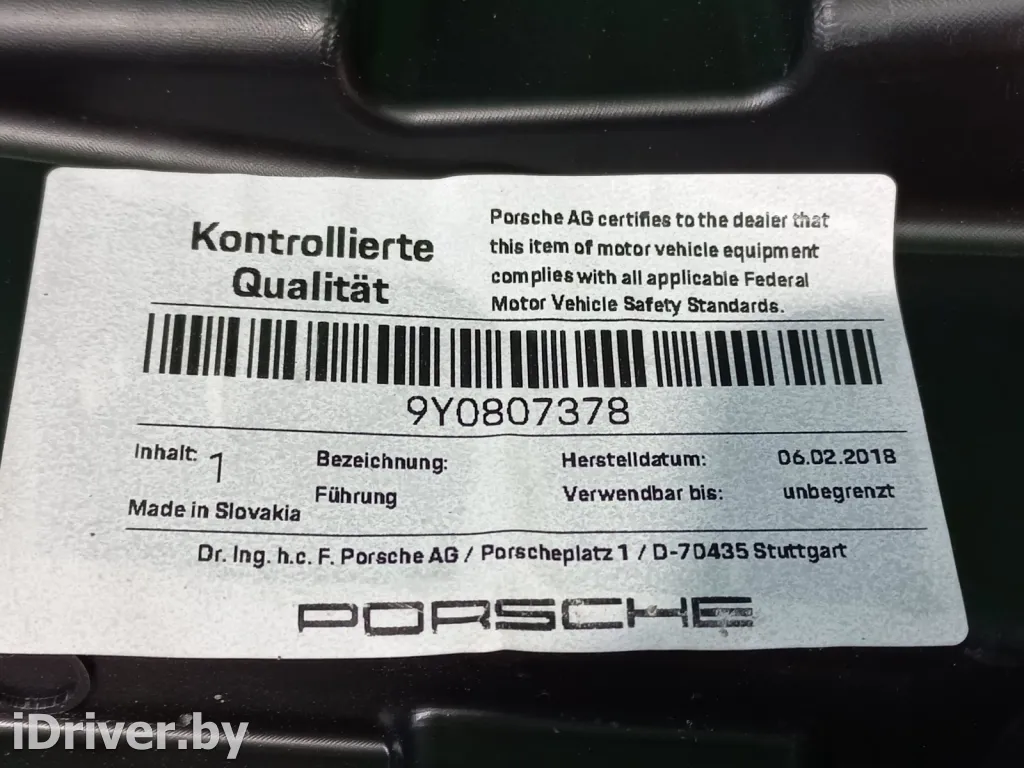 Kontrollierte
Qualität
Porsche AG certifies to the dealer that
this item of motor vehicle equipment
complies with all applicable Federal
Motor Vehicle Safety Standards.
9Y0807378
Inhalt: 1
Bezeichnung:
Führung
Herstelldatum: 06.02.2018
Verwendbar bis: unbegrenzt
Made in Slovakia
Dr. Ing. h.c. F. Porsche AG / Porscheplatz 1 / D-70435 Stuttgart
PORSCHE
iDriver.by